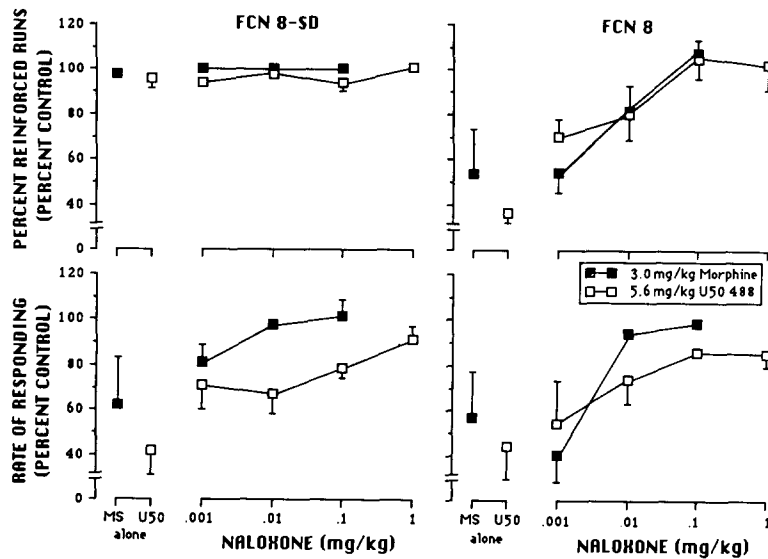 FCN 8-SD
FCN 8
PERCENT REINFORCED RUNS
(PERCENT CONTROL)
120
100
80
60
40
0
3.0 mg/kg Morphine
5.6 mg/kg U50 488
RATE OF RESPONDING
(PERCENT CONTROL)
120
100
80
60
40
0
MS U50
alone
.001 .01 .1 1
NALOXONE (mg/kg)
MS U50
alone
.001 .01 .1 1
NALOXONE (mg/kg)